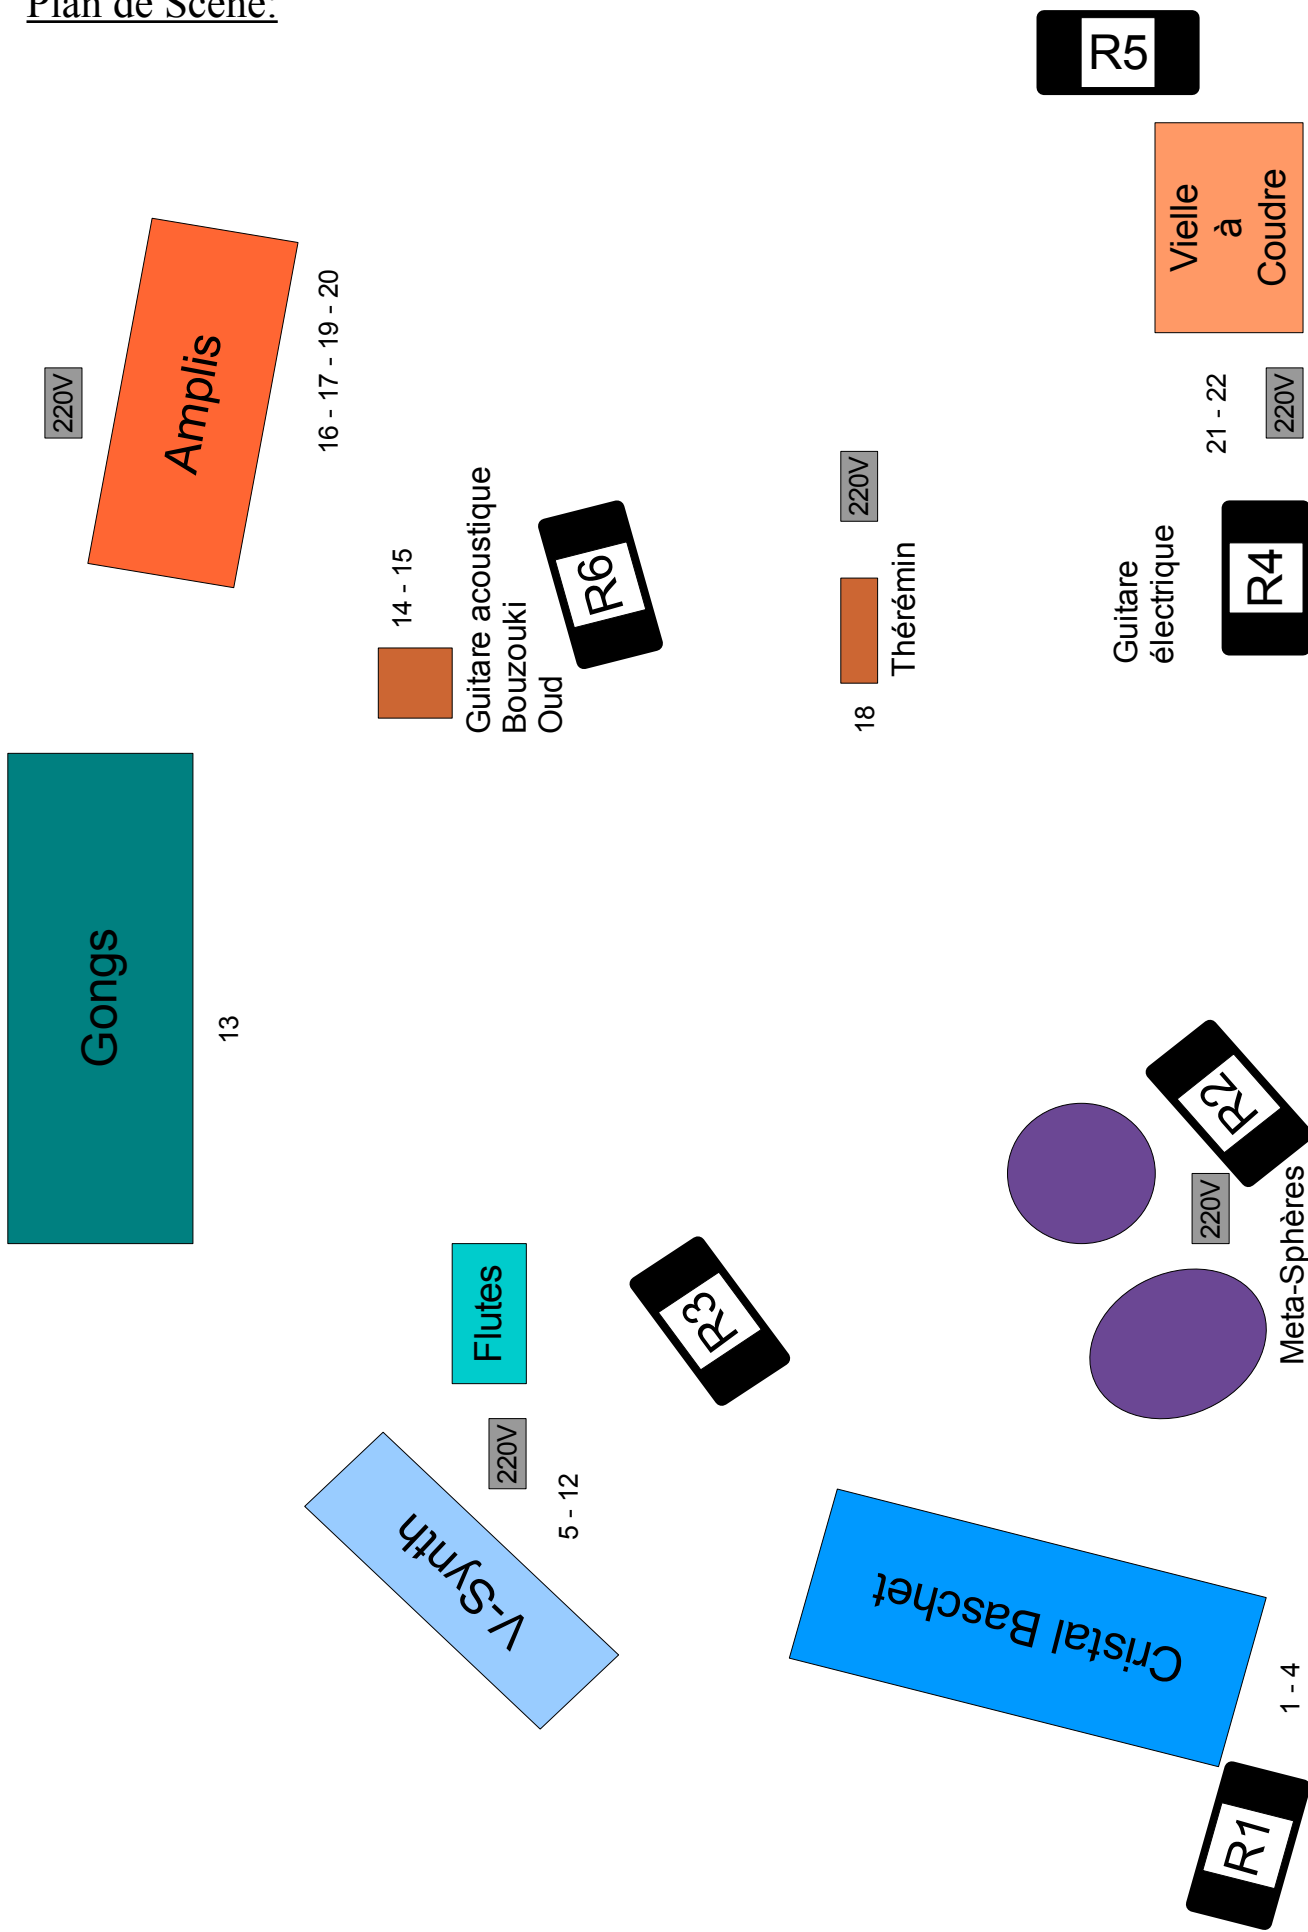 Plan de Scène:
R5
Vielle
à
Coudre
Amplis
16 - 17 - 19 - 20
220V
21 - 22
220V
220V
14 - 15
Guitare acoustique
Bouzouki
Oud
R6
Thérémin
18
Guitare
électrique
R4
Gongs
13
R2
220V
Meta-Sphères
Flutes
R3
220V
5 - 12
V-Synth
Cristal Baschet
1 - 4
R1